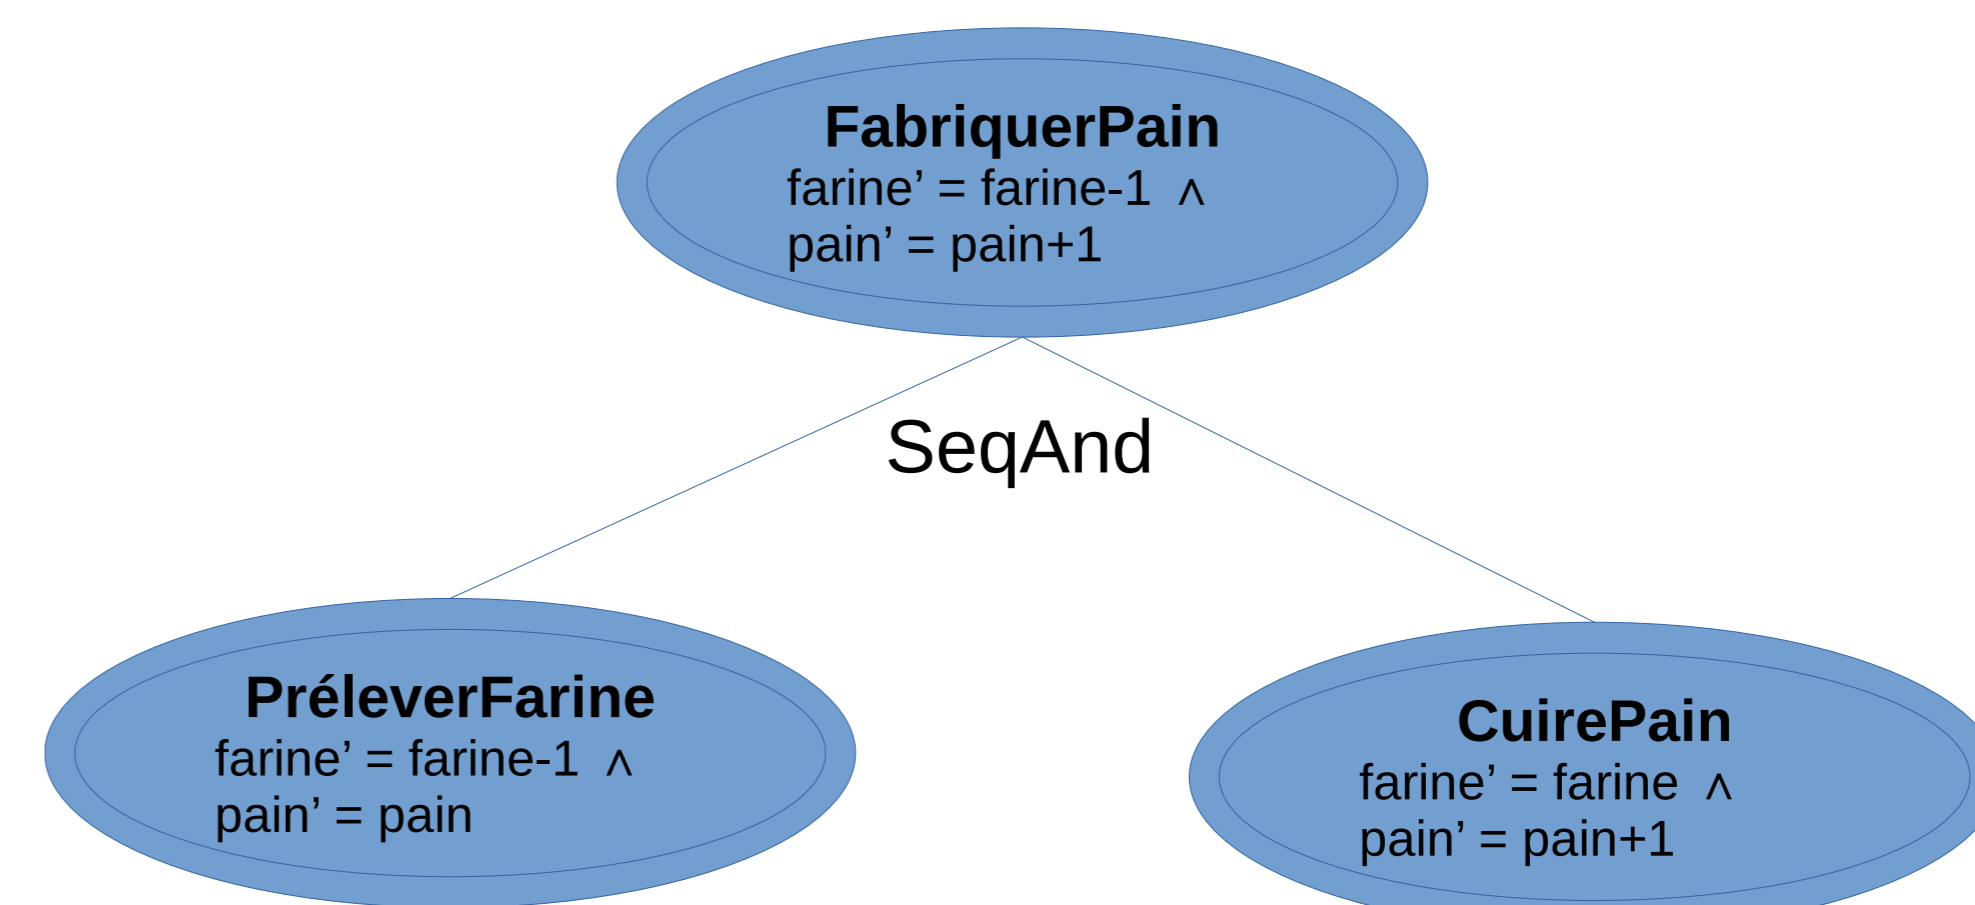 FabriquerPain
farine’ = farine-1 ∧
pain’ = pain+1
SeqAnd
PréleverFarine
farine’ = farine-1 ∧
pain’ = pain
CuirePain
farine’ = farine ∧
pain’ = pain+1